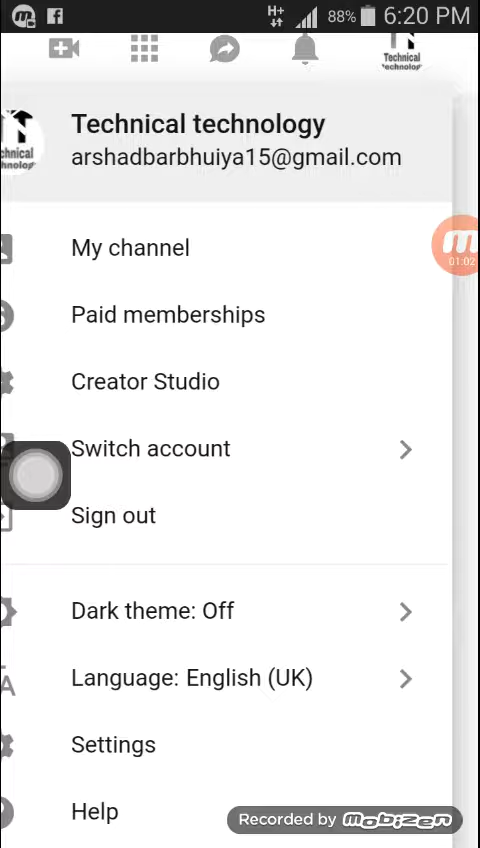 H+ 88% 6:20 PM
Technical
Technical technology
arshadbarbhuiya15@gmail.com
My channel
01:02
Paid memberships
Creator Studio
Switch account
Sign out
Dark theme: Off
Language: English (UK)
Settings
Help
Recorded by mobizen